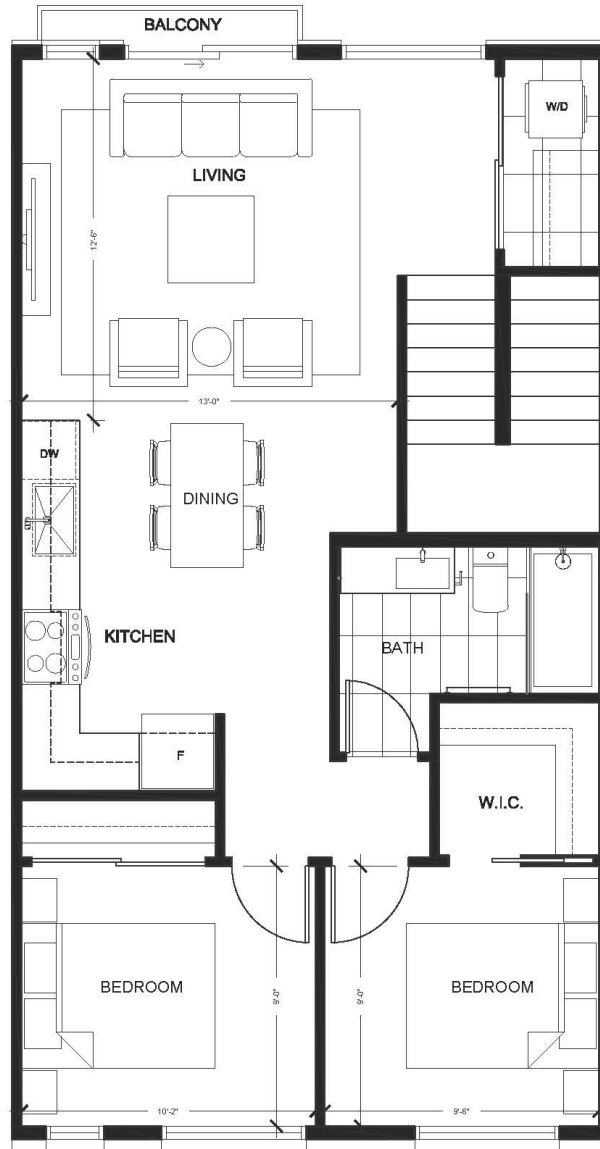 BALCONY
W/D
LIVING
12'-6"
13'-0"
DW
DINING
KITCHEN
BATH
F
W.I.C.
BEDROOM
BEDROOM
9'-0"
9'-0"
10'-2"
9'-6"